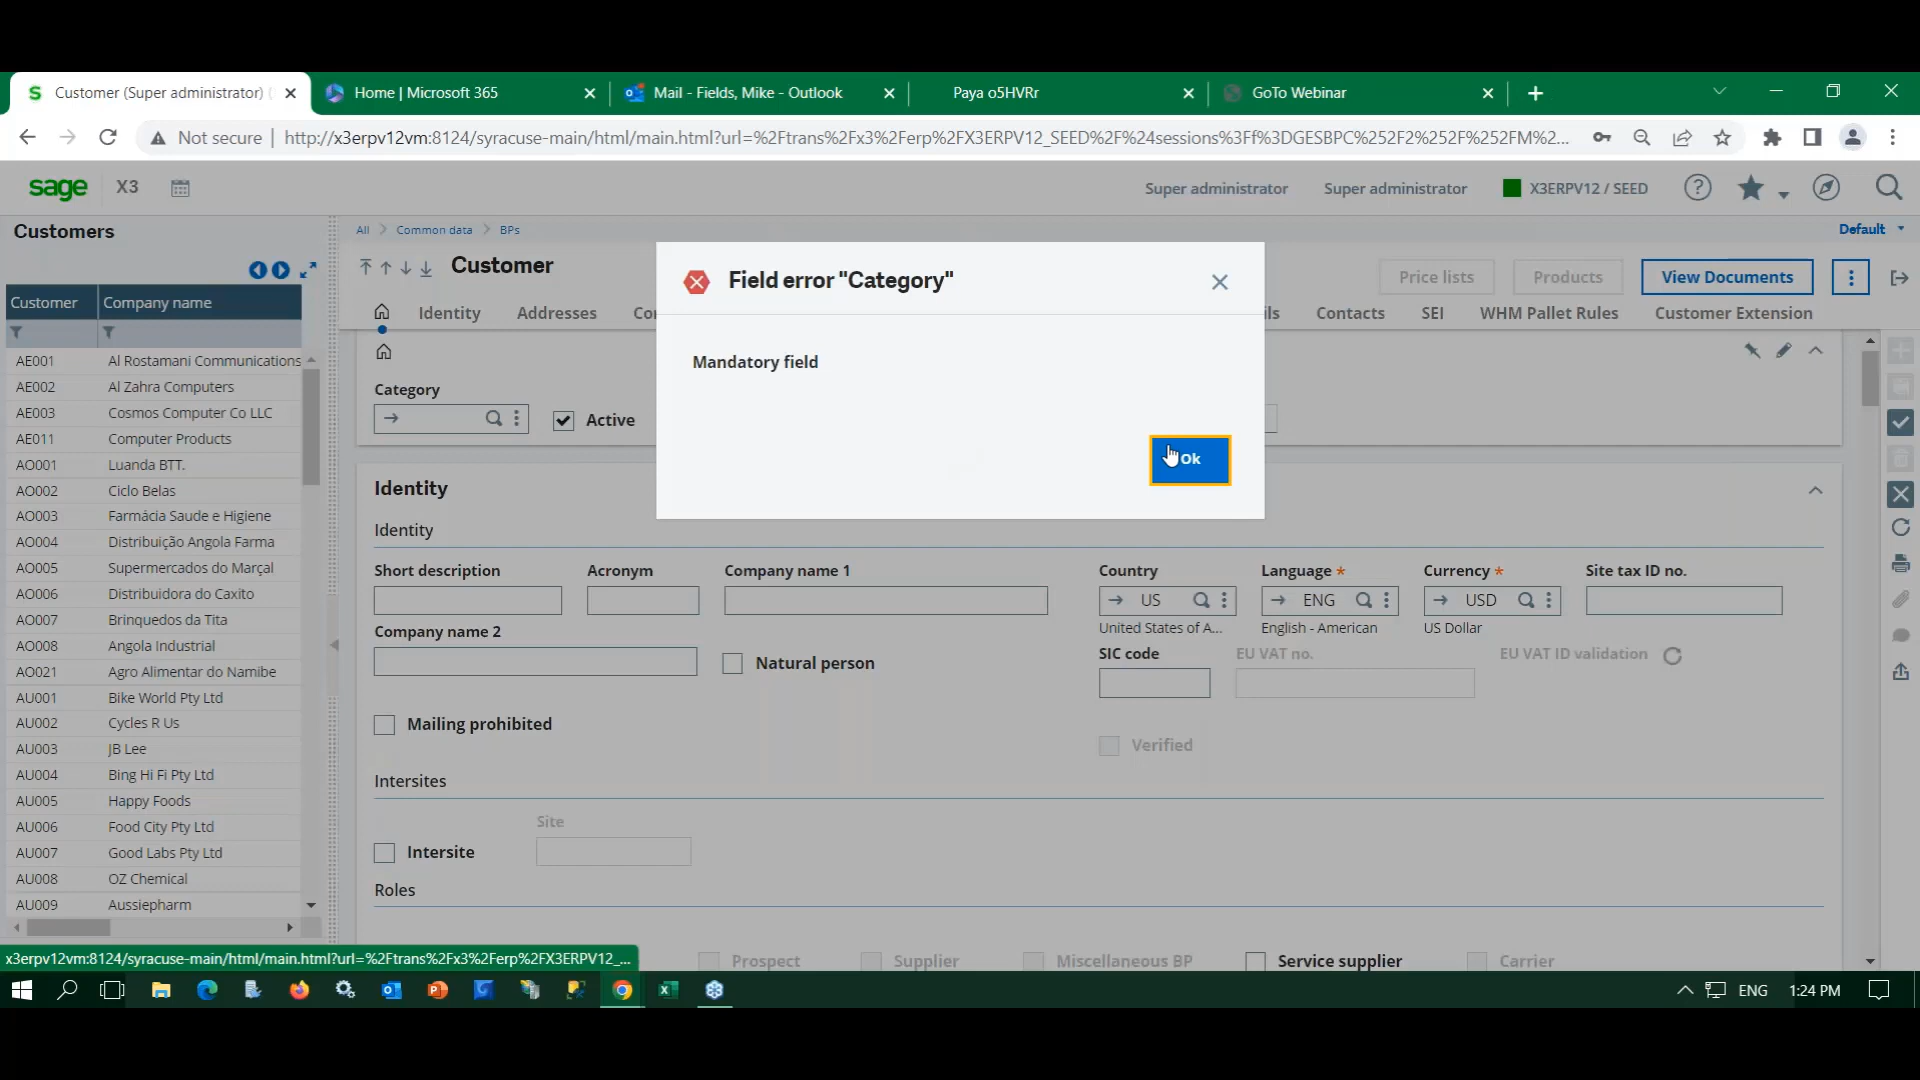 Customer (Super administrator) (
Home | Microsoft 365
Mail - Fields, Mike - Outlook
Paya o5HVRr
GoTo Webinar
Not secure
http://x3erpv12vm:8124/syracuse-main/html/main.html?url=%2Ftrans%2Fx3%2Ferp%2FX3ERPV12_SEED%2F%24sessions%3Ff%3DGESBPC%252F2%252F%252FM%2...
sage X3
Super administrator
Super administrator
X3ERPV12 / SEED
Customers
All
Common data
BPs
Default
Customer
Price lists
Products
View Documents
Identity
Addresses
Co
ls
Contacts
SEI
WHM Pallet Rules
Customer Extension
Field error "Category"
Mandatory field
Ok
Customer
Company name
AE001 Al Rostamani Communications
AE002 Al Zahra Computers
AE003 Cosmos Computer Co LLC
AE011 Computer Products
AO001 Luanda BTT.
AO002 Ciclo Belas
AO003 Farmácia Saude e Higiene
AO004 Distribuição Angola Farma
AO005 Supermercados do Marçal
AO006 Distribuidora do Caxito
AO007 Brinquedos da Tita
AO008 Angola Industrial
AO021 Agro Alimentar do Namibe
AU001 Bike World Pty Ltd
AU002 Cycles R Us
AU003 JB Lee
AU004 Bing Hi Fi Pty Ltd
AU005 Happy Foods
AU006 Food City Pty Ltd
AU007 Good Labs Pty Ltd
AU008 OZ Chemical
AU009 Aussiepharm
Category
Active
Identity
Identity
Short description
Acronym
Company name 1
Country
Language *
Currency *
Site tax ID no.
US
ENG
USD
United States of A...
English - American
US Dollar
Company name 2
Natural person
SIC code
EU VAT no.
EU VAT ID validation
Mailing prohibited
Verified
Intersites
Site
Intersite
Roles
Prospect
Supplier
Miscellaneous BP
Service supplier
Carrier
x3erpv12vm:8124/syracuse-main/html/main.html?url=%2Ftrans%2Fx3%2Ferp%2FX3ERPV12_...
ENG
1:24 PM